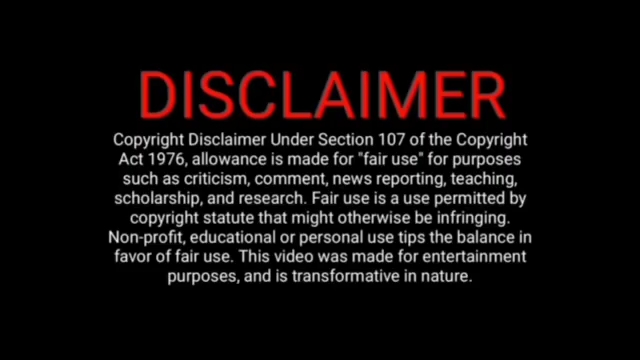 DISCLAIMER
Copyright Disclaimer Under Section 107 of the Copyright
Act 1976, allowance is made for "fair use" for purposes
such as criticism, comment, news reporting, teaching,
scholarship, and research. Fair use is a use permitted by
copyright statute that might otherwise be infringing.
Non-profit, educational or personal use tips the balance in
favor of fair use. This video was made for entertainment
purposes, and is transformative in nature.